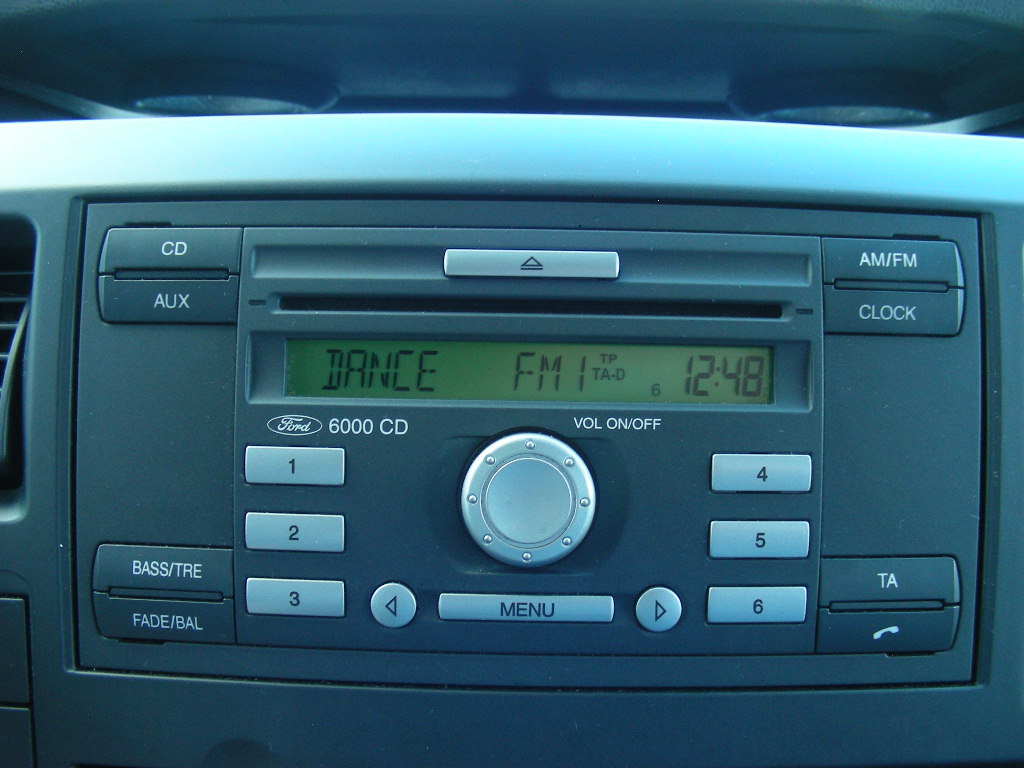 CD
AUX
AM/FM
CLOCK
DANCE FM1 TP TA-D 6 12:48
Ford 6000 CD
VOL ON/OFF
1
2
3
4
5
6
BASS/TRE
FADE/BAL
MENU
TA